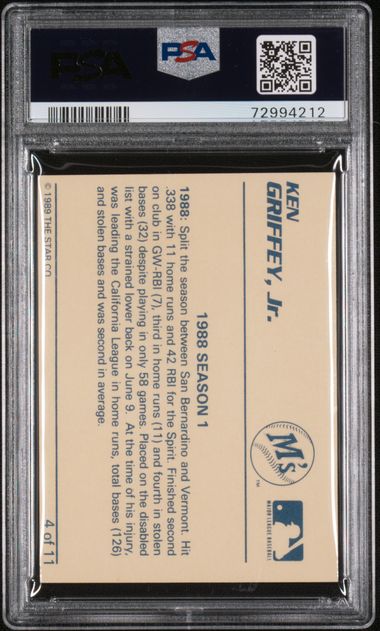 PSA
PSA
72994212
KEN
GRIFFEY, Jr.
M's
TM
MAJOR LEAGUE BASEBALL
1988 SEASON 1
1988: Split the season between San Bernardino and Vermont. Hit
.338 with 11 home runs and 42 RBI for the Spirit. Finished second
on club in GW-RBI (7), third in home runs (11) and fourth in stolen
bases (32) despite playing in only 58 games. Placed on the disabled
list with a strained lower back on June 9. At the time of his injury,
was leading the California League in home runs, total bases (126)
and stolen bases and was second in average.
© 1989 THE STAR CO.
4 of 11